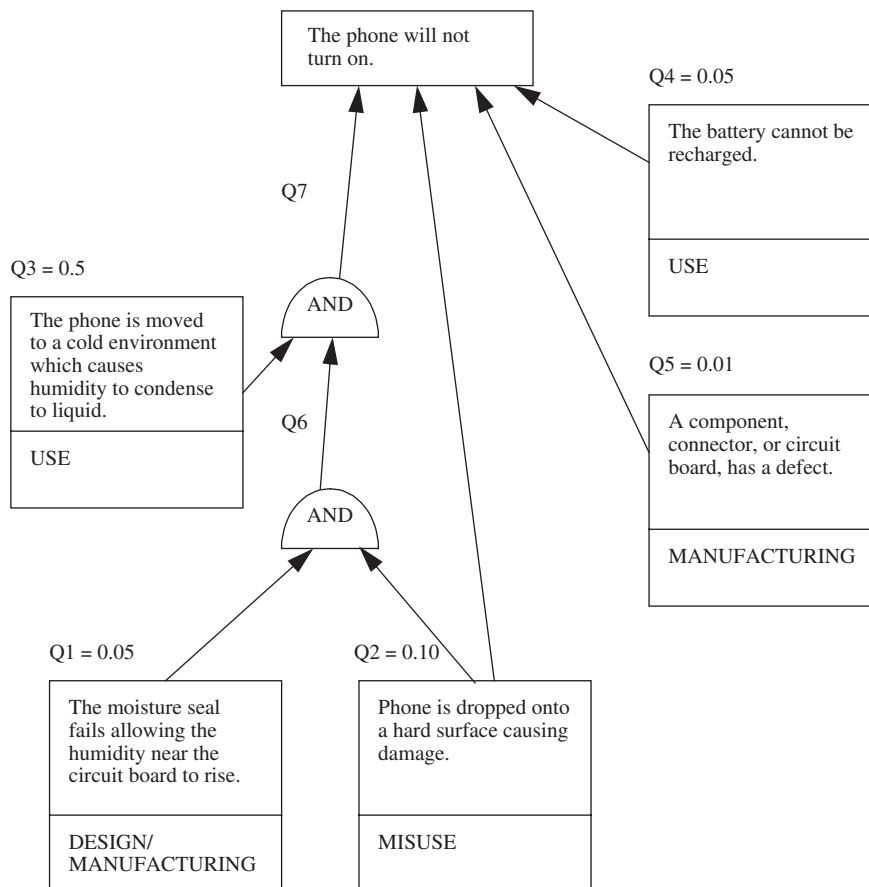 The phone will not
turn on.
Q4 = 0.05
The battery cannot be
recharged.
USE
Q7
Q3 = 0.5
The phone is moved
to a cold environment
which causes
humidity to condense
to liquid.
USE
AND
Q6
Q5 = 0.01
A component,
connector, or circuit
board, has a defect.
MANUFACTURING
AND
Q1 = 0.05
The moisture seal
fails allowing the
humidity near the
circuit board to rise.
DESIGN/
MANUFACTURING
Q2 = 0.10
Phone is dropped onto
a hard surface causing
damage.
MISUSE